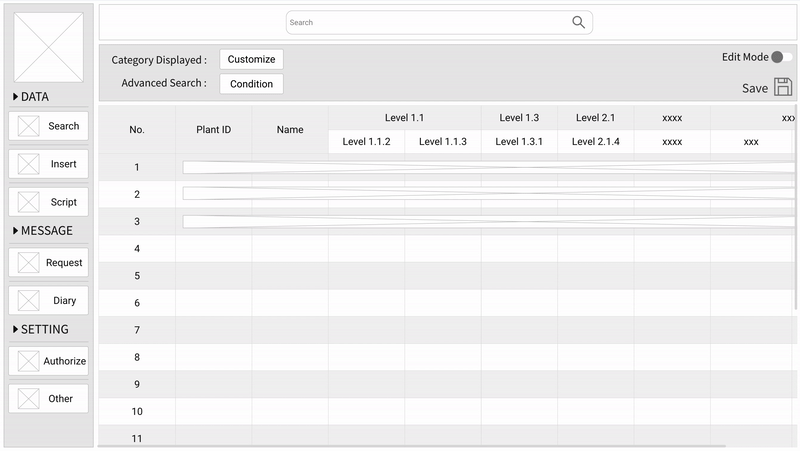 Search
Category Displayed : Customize
Advanced Search : Condition
Edit Mode
Save
DATA
Search
Insert
Script
MESSAGE
Request
Diary
SETTING
Authorize
Other
No. Plant ID Name Level 1.1 Level 1.3 Level 2.1 xxxx xxx
Level 1.1.2 Level 1.1.3 Level 1.3.1 Level 2.1.4 xxxx xxx
1
2
3
4
5
6
7
8
9
10
11